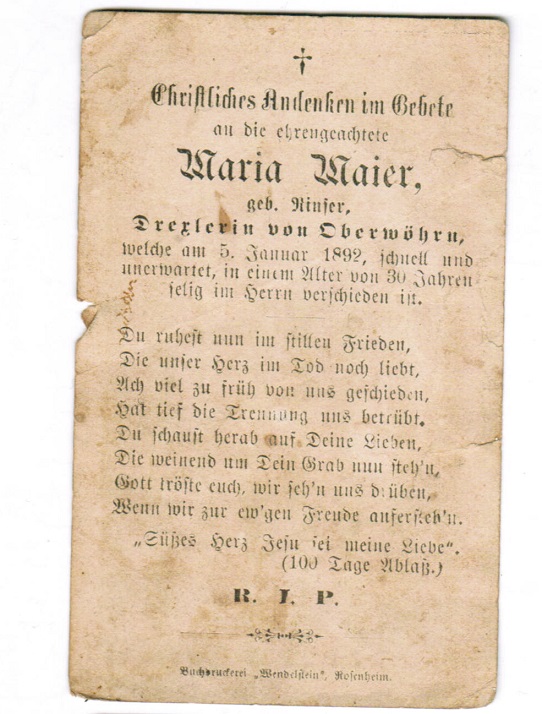 Christliches Andenken im Gebete
an die ehrengeachtete
Maria Maier,
geb. Rinser,
Drexlerin von Oberwöhrn,
welche am 5. Januar 1892, schnell und
unerwartet, in einem Alter von 30 Jahren
selig im Herrn verschieden ist.
Du ruhest nun im stillen Frieden,
Die unser Herz im Tod noch liebt,
Ach viel zu früh von uns geschieden,
Hat tief die Trennung uns betrübt.
Du schaust herab auf Deine Lieben,
Die weinend um Dein Grab nun steh'n,
Gott tröste euch, wir seh'n uns drüben,
Wenn wir zur ew'gen Freude aufersteh'n.
„Süßes Herz Jesu sei meine Liebe".
(100 Tage Ablaß.)
R. I. P.
Buchdruckerei „Wendelstein", Rosenheim.